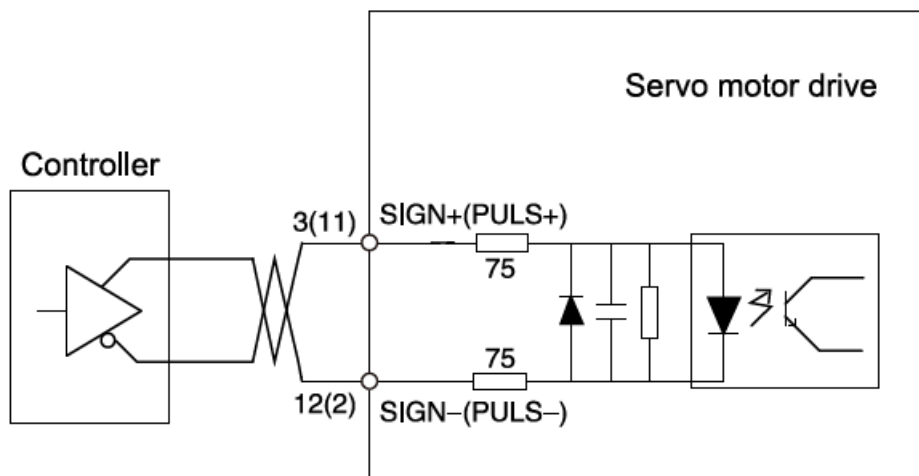 Servo motor drive
Controller
3(11)
SIGN+(PULS+)
75
75
12(2)
SIGN−(PULS−)